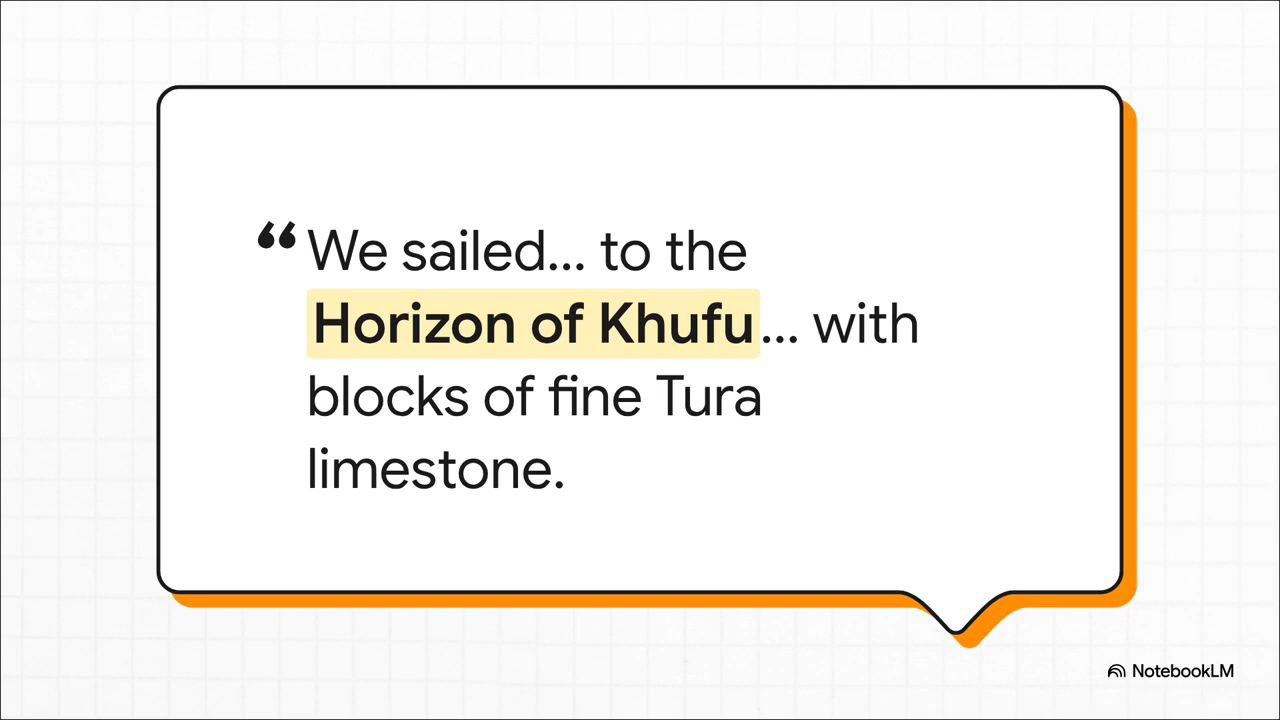 “We sailed... to the
Horizon of Khufu... with
blocks of fine Tura
limestone.
NotebookLM